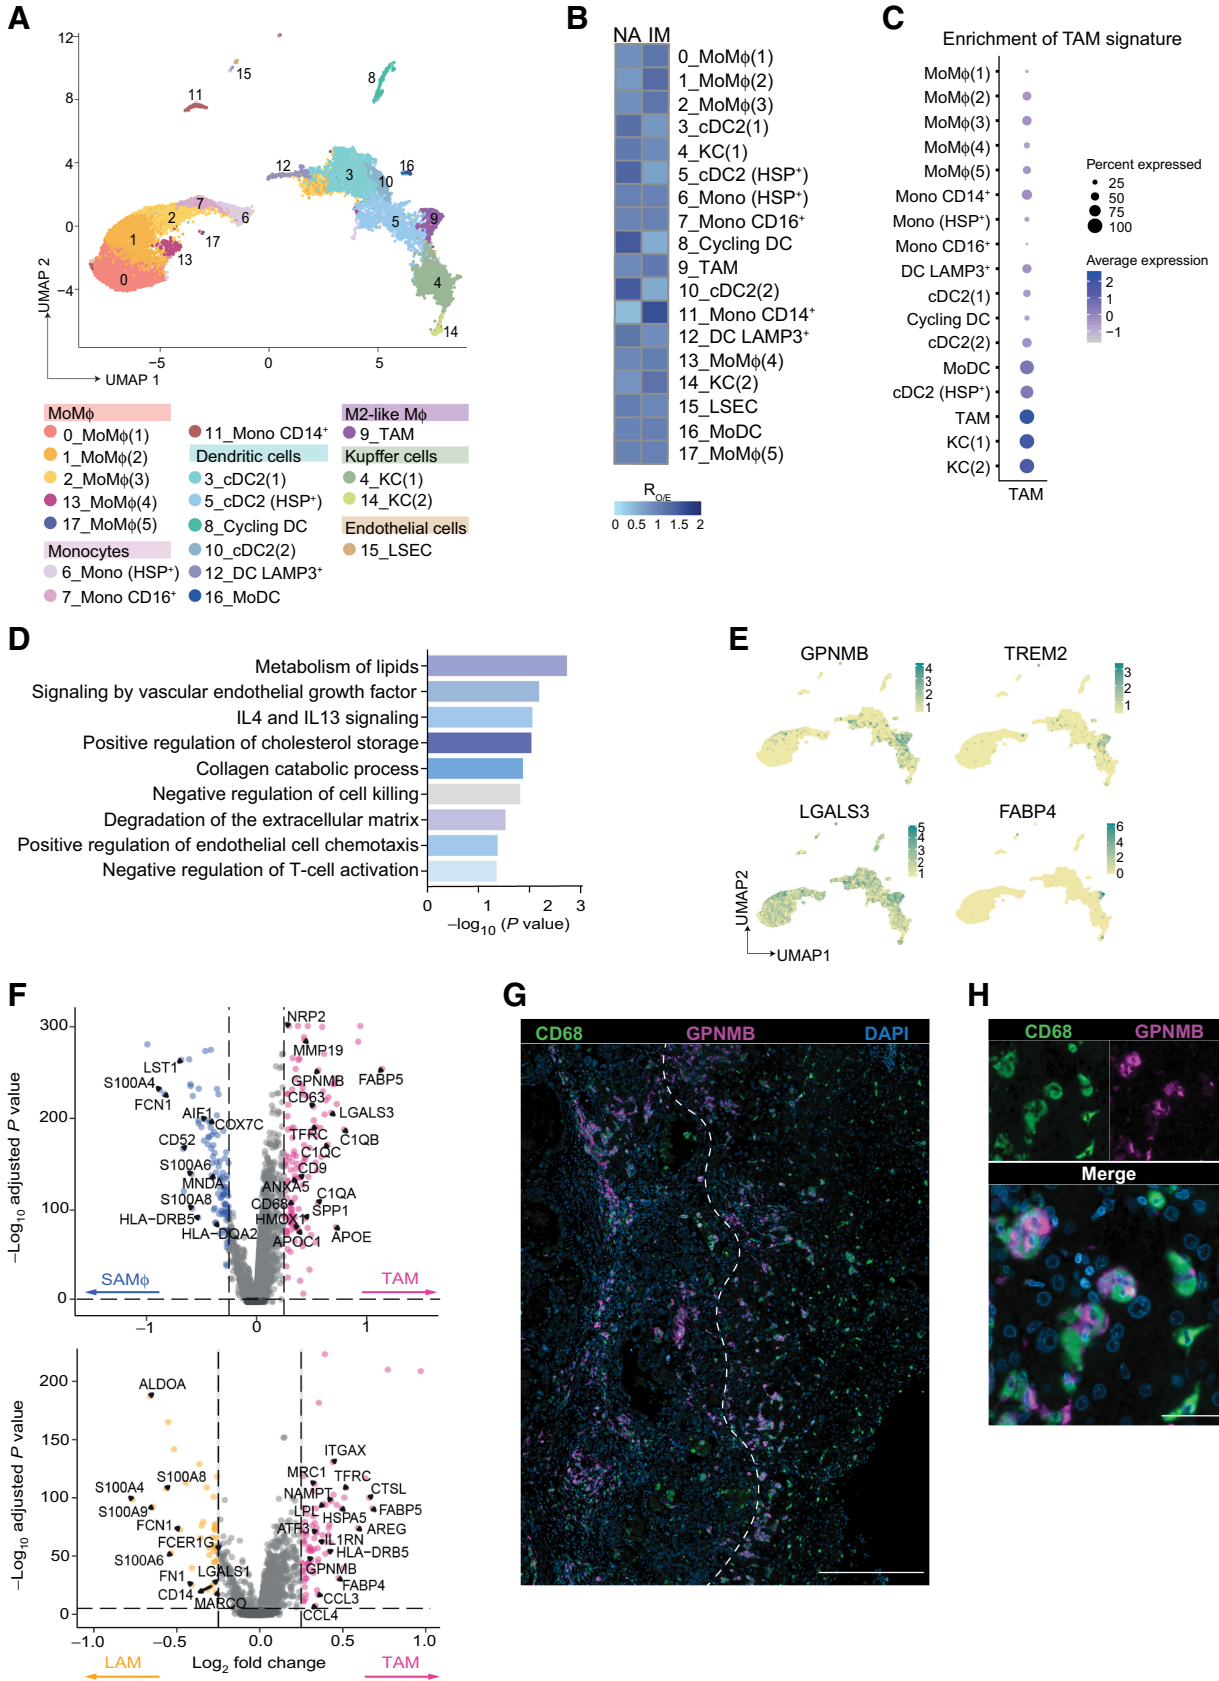 A
12
8
4
0
−4
UMAP 2
−5
0
5
UMAP 1
15
11
8
12
3
16
10
7
2
6
9
5
1
17
13
0
4
14
MoMϕ
0_MoMϕ(1)
1_MoMϕ(2)
2_MoMϕ(3)
13_MoMϕ(4)
17_MoMϕ(5)
Monocytes
6_Mono (HSP⁺)
7_Mono CD16⁺
11_Mono CD14⁺
Dendritic cells
3_cDC2(1)
5_cDC2 (HSP⁺)
8_Cycling DC
10_cDC2(2)
12_DC LAMP3⁺
16_MoDC
M2-like Mϕ
9_TAM
Kupffer cells
4_KC(1)
14_KC(2)
Endothelial cells
15_LSEC
B
NA IM
0_MoMϕ(1)
1_MoMϕ(2)
2_MoMϕ(3)
3_cDC2(1)
4_KC(1)
5_cDC2 (HSP⁺)
6_Mono (HSP⁺)
7_Mono CD16⁺
8_Cycling DC
9_TAM
10_cDC2(2)
11_Mono CD14⁺
12_DC LAMP3⁺
13_MoMϕ(4)
14_KC(2)
15_LSEC
16_MoDC
17_MoMϕ(5)
R O/E
0 0.5 1 1.5 2
C
Enrichment of TAM signature
MoMϕ(1)
MoMϕ(2)
MoMϕ(3)
MoMϕ(4)
MoMϕ(5)
Mono CD14⁺
Mono (HSP⁺)
Mono CD16⁺
DC LAMP3⁺
cDC2(1)
Cycling DC
cDC2(2)
MoDC
cDC2 (HSP⁺)
TAM
KC(1)
KC(2)
TAM
Percent expressed
25
50
75
100
Average expression
2
1
0
−1
D
Metabolism of lipids
Signaling by vascular endothelial growth factor
IL4 and IL13 signaling
Positive regulation of cholesterol storage
Collagen catabolic process
Negative regulation of cell killing
Degradation of the extracellular matrix
Positive regulation of endothelial cell chemotaxis
Negative regulation of T-cell activation
0 1 2 3
−log₁₀ (P value)
E
GPNMB
4
3
2
1
TREM2
3
2
1
LGALS3
5
4
3
2
1
FABP4
6
4
2
0
UMAP2
UMAP1
F
−Log₁₀ adjusted P value
300
200
100
0
NRP2
MMP19
LST1
S100A4
FCN1
GPNMB
FABP5
CD63
LGALS3
AIF1
COX7C
TFRC
C1QB
CD52
C1QC
S100A6
CD9
MNDA
ANXA5
S100A8
CD68
C1QA
HLA−DRB5
HMOX1
SPP1
HLA−DQA2
APOC1
APOE
SAMϕ
TAM
−1 0 1
−Log₁₀ adjusted P value
200
150
100
50
0
ALDOA
ITGAX
MRC1
TFRC
S100A8
S100A4
NAMPT
CTSL
S100A9
LPL
FABP5
HSPA5
FCN1
ATF3
AREG
FCER1G
IL1RN
S100A6
HLA−DRB5
LGALS1
GPNMB
FN1
FABP4
CD14
MARCO
CCL3
CCL4
−1.0 −0.5 0.0 0.5 1.0
LAM
Log₂ fold change
TAM
G
CD68 GPNMB DAPI
H
CD68 GPNMB
Merge